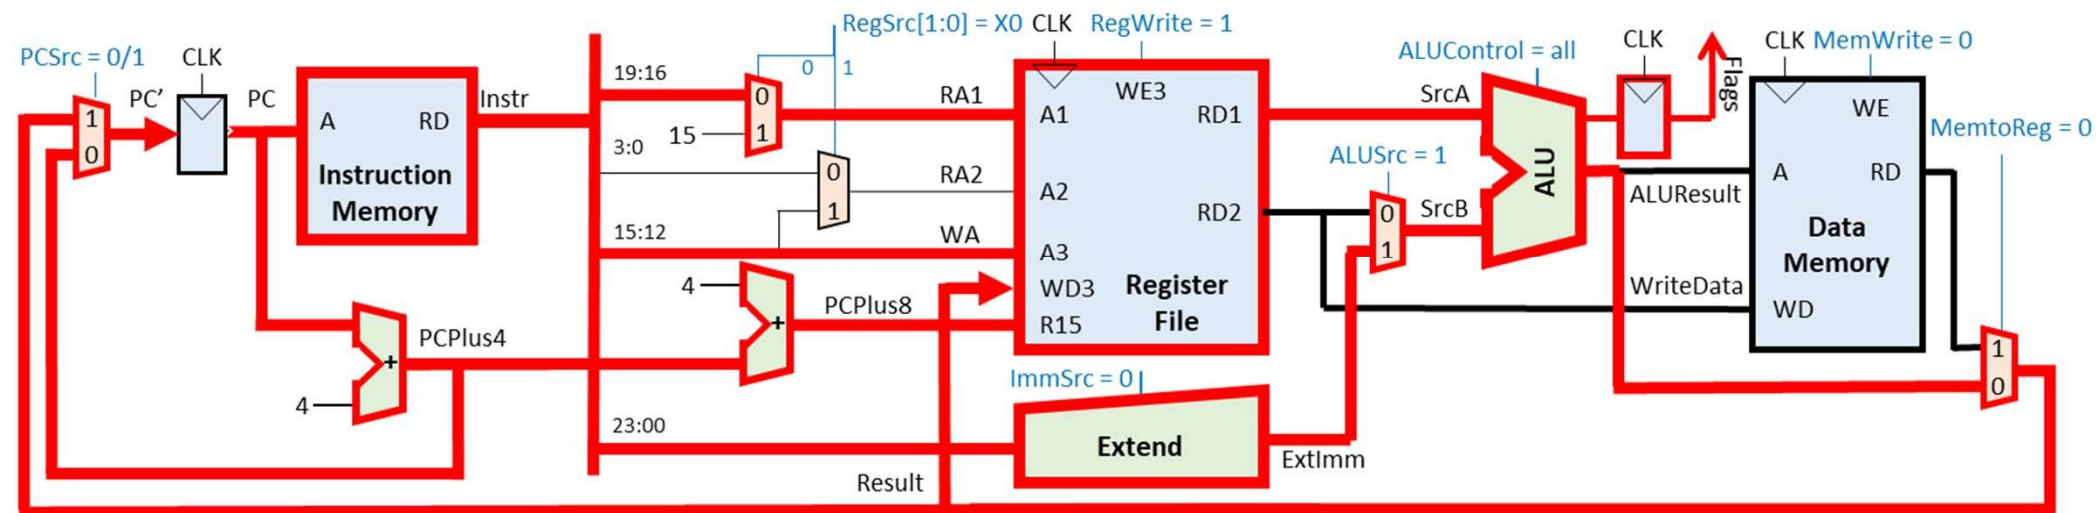 PCSrc = 0/1
CLK
PC’
PC
1
0
A
RD
Instruction
Memory
Instr
PCPlus4
+
4
19:16
15
3:0
15:12
23:00
RegSrc[1:0] = X0
0
1
0
1
0
1
4
+
PCPlus8
RA1
RA2
WA
CLK
RegWrite = 1
WE3
A1
RD1
A2
RD2
A3
WD3
R15
Register
File
ImmSrc = 0
Extend
ExtImm
Result
ALUControl = all
SrcA
ALUSrc = 1
0
1
SrcB
ALU
CLK
Flags
ALUResult
WriteData
CLK
MemWrite = 0
WE
A
RD
Data
Memory
WD
MemtoReg = 0
1
0